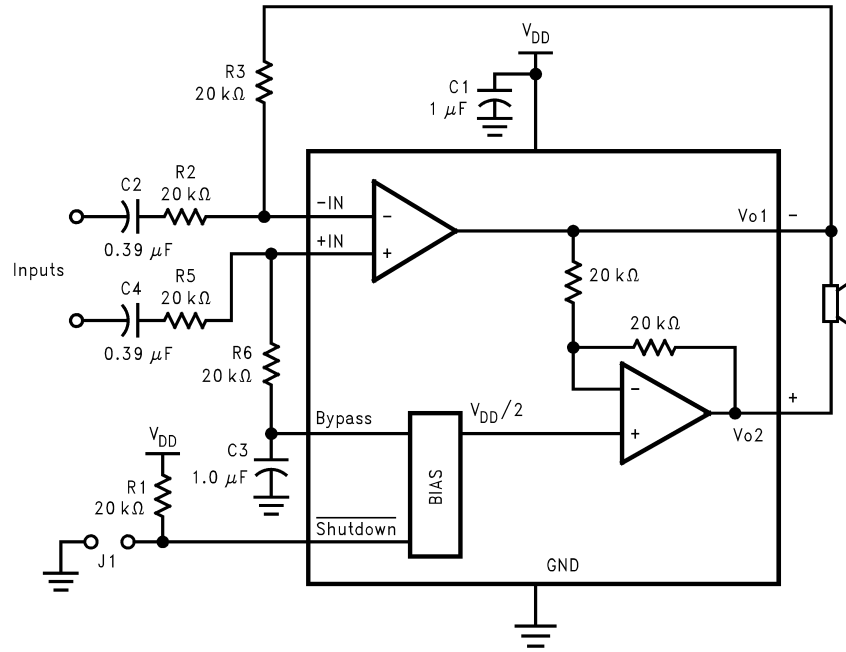 V_DD
R3
20 kΩ
C1
1 µF
R2
C2
20 kΩ
-IN
-
Vo1
-
0.39 µF
+IN
+
Inputs
R5
20 kΩ
C4
20 kΩ
0.39 µF
20 kΩ
R6
20 kΩ
-
+
Bypass
V_DD/2
+
Vo2
V_DD
C3
1.0 µF
R1
20 kΩ
BIAS
Shutdown
J1
GND